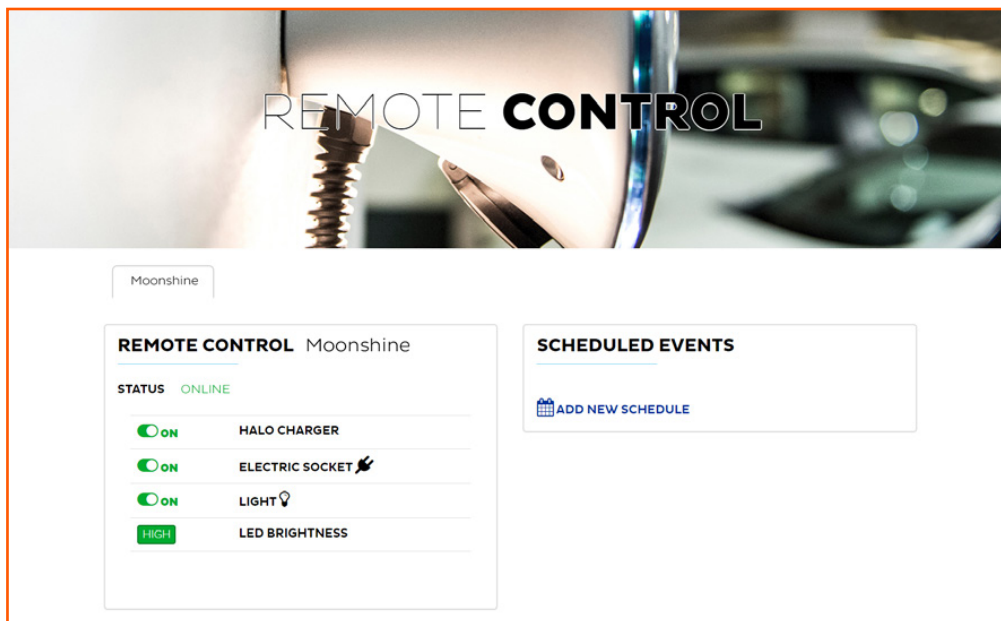 REMOTE CONTROL
Moonshine
REMOTE CONTROL Moonshine
STATUS ONLINE
ON HALO CHARGER
ON ELECTRIC SOCKET
ON LIGHT
HIGH LED BRIGHTNESS
SCHEDULED EVENTS
ADD NEW SCHEDULE